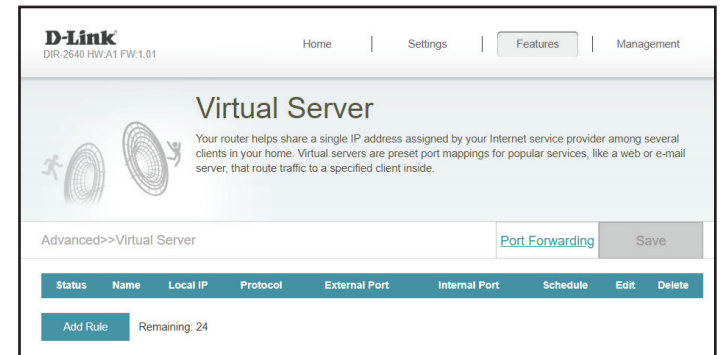 D-Link
DIR-2640 HW:A1 FW:1.01
Home
Settings
Features
Management
Virtual Server
Your router helps share a single IP address assigned by your Internet service provider among several
clients in your home. Virtual servers are preset port mappings for popular services, like a web or e-mail
server, that route traffic to a specified client inside.
Advanced>>Virtual Server
Port Forwarding
Save
Status Name Local IP Protocol External Port Internal Port Schedule Edit Delete
Add Rule
Remaining: 24